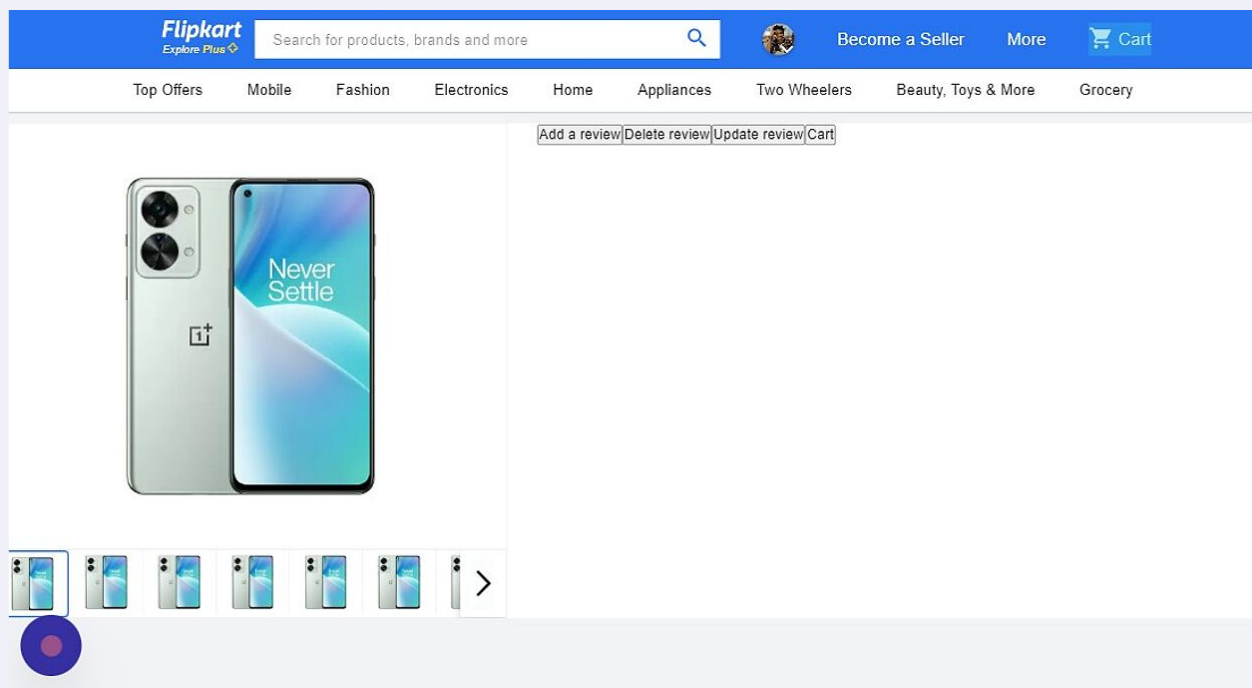 Flipkart
Explore Plus
Search for products, brands and more
Become a Seller
More
Cart
Top Offers Mobile Fashion Electronics Home Appliances Two Wheelers Beauty, Toys & More Grocery
Add a review Delete review Update review Cart
Never
Settle
1+